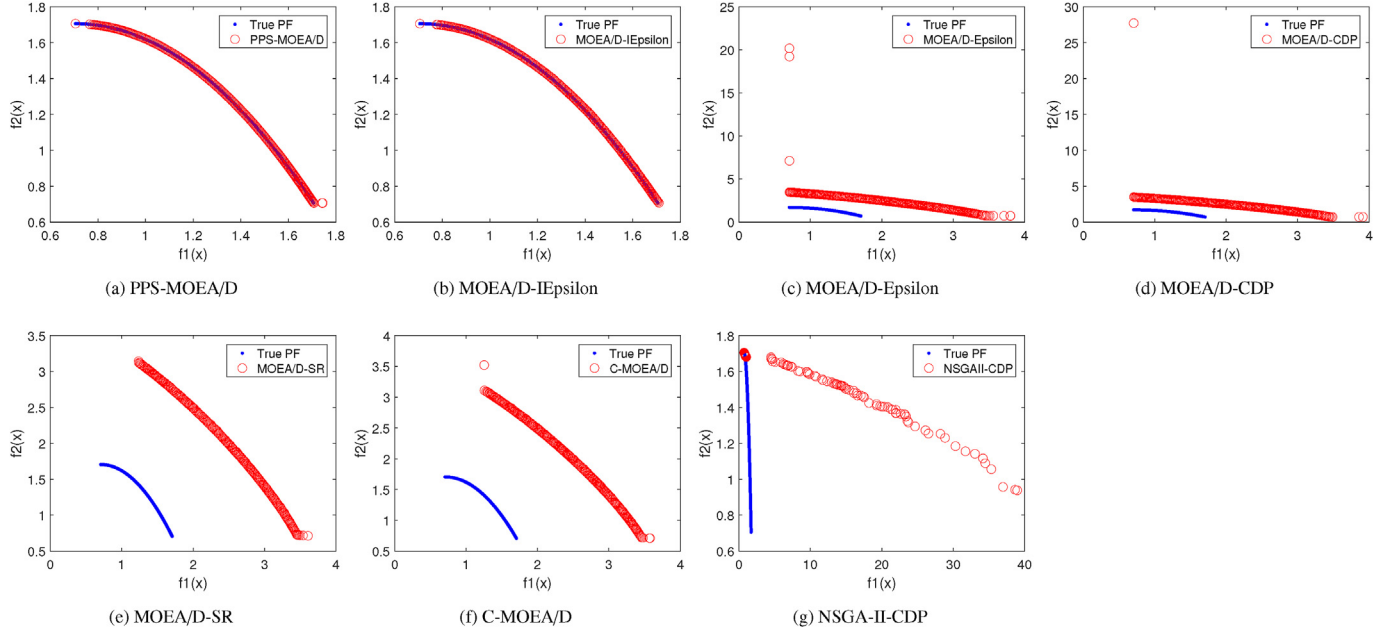 True PF
PPS-MOEA/D
1.8
1.6
1.4
1.2
1
0.8
0.6
f2(x)
0.6 0.8 1 1.2 1.4 1.6 1.8
f1(x)
(a) PPS-MOEA/D
True PF
MOEA/D-IEpsilon
1.8
1.6
1.4
1.2
1
0.8
0.6
f2(x)
0.6 0.8 1 1.2 1.4 1.6 1.8
f1(x)
(b) MOEA/D-IEpsilon
True PF
MOEA/D-Epsilon
25
20
15
10
5
0
f2(x)
0 1 2 3 4
f1(x)
(c) MOEA/D-Epsilon
True PF
MOEA/D-CDP
30
25
20
15
10
5
0
f2(x)
0 1 2 3 4
f1(x)
(d) MOEA/D-CDP
True PF
MOEA/D-SR
3.5
3
2.5
2
1.5
1
0.5
f2(x)
0 1 2 3 4
f1(x)
(e) MOEA/D-SR
True PF
C-MOEA/D
4
3.5
3
2.5
2
1.5
1
0.5
f2(x)
0 1 2 3 4
f1(x)
(f) C-MOEA/D
True PF
NSGAII-CDP
1.8
1.6
1.4
1.2
1
0.8
0.6
f2(x)
0 10 20 30 40
f1(x)
(g) NSGA-II-CDP